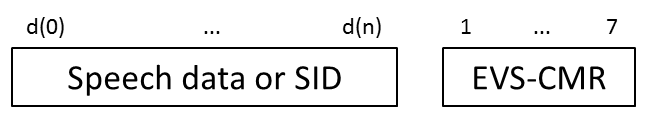 d(0) ... d(n) 1 ... 7
Speech data or SID EVS-CMR